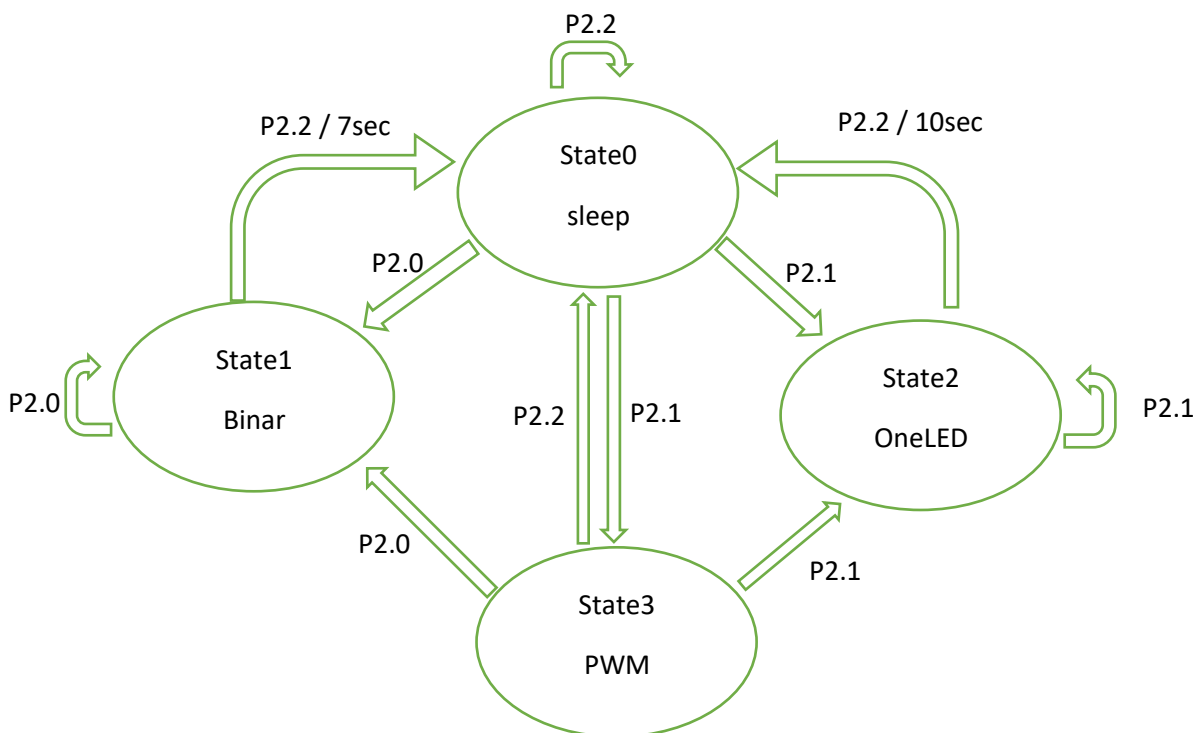 P2.2
P2.2 / 7sec
P2.2 / 10sec
State0
sleep
P2.0
P2.1
State1
Binar
P2.0
State2
OneLED
P2.1
P2.2
P2.1
P2.0
P2.1
State3
PWM